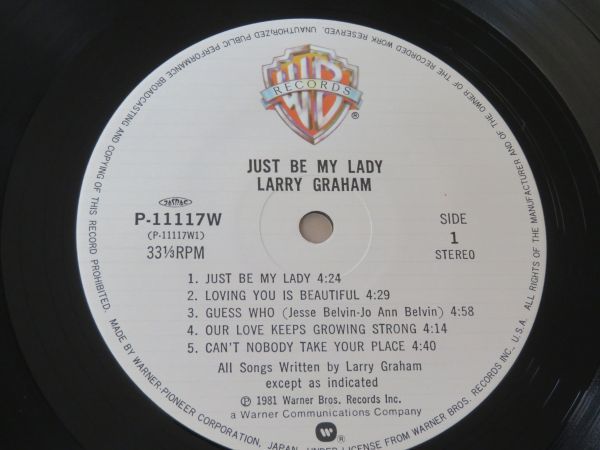 ALL RIGHTS OF THE MANUFACTURER AND OF THE OWNER OF THE RECORDED WORK RESERVED. UNAUTHORIZED PUBLIC PERFORMANCE BROADCASTING AND COPYING OF THIS RECORD PROHIBITED.
WB
RECORDS
®
JUST BE MY LADY
LARRY GRAHAM
JASRAC
P-11117W
(P-11117W1)
33⅓RPM
SIDE
1
STEREO
1. JUST BE MY LADY 4:24
2. LOVING YOU IS BEAUTIFUL 4:29
3. GUESS WHO (Jesse Belvin-Jo Ann Belvin) 4:58
4. OUR LOVE KEEPS GROWING STRONG 4:14
5. CAN'T NOBODY TAKE YOUR PLACE 4:40
All Songs Written by Larry Graham
except as indicated
Ⓟ 1981 Warner Bros. Records Inc.
a Warner Communications Company
®
MADE BY WARNER-PIONEER CORPORATION, JAPAN, UNDER LICENSE FROM WARNER BROS. RECORDS INC., U.S.A.